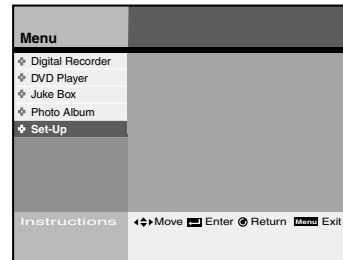 Menu
Digital Recorder
DVD Player
Juke Box
Photo Album
Set-Up
Instructions Move Enter Return Menu Exit